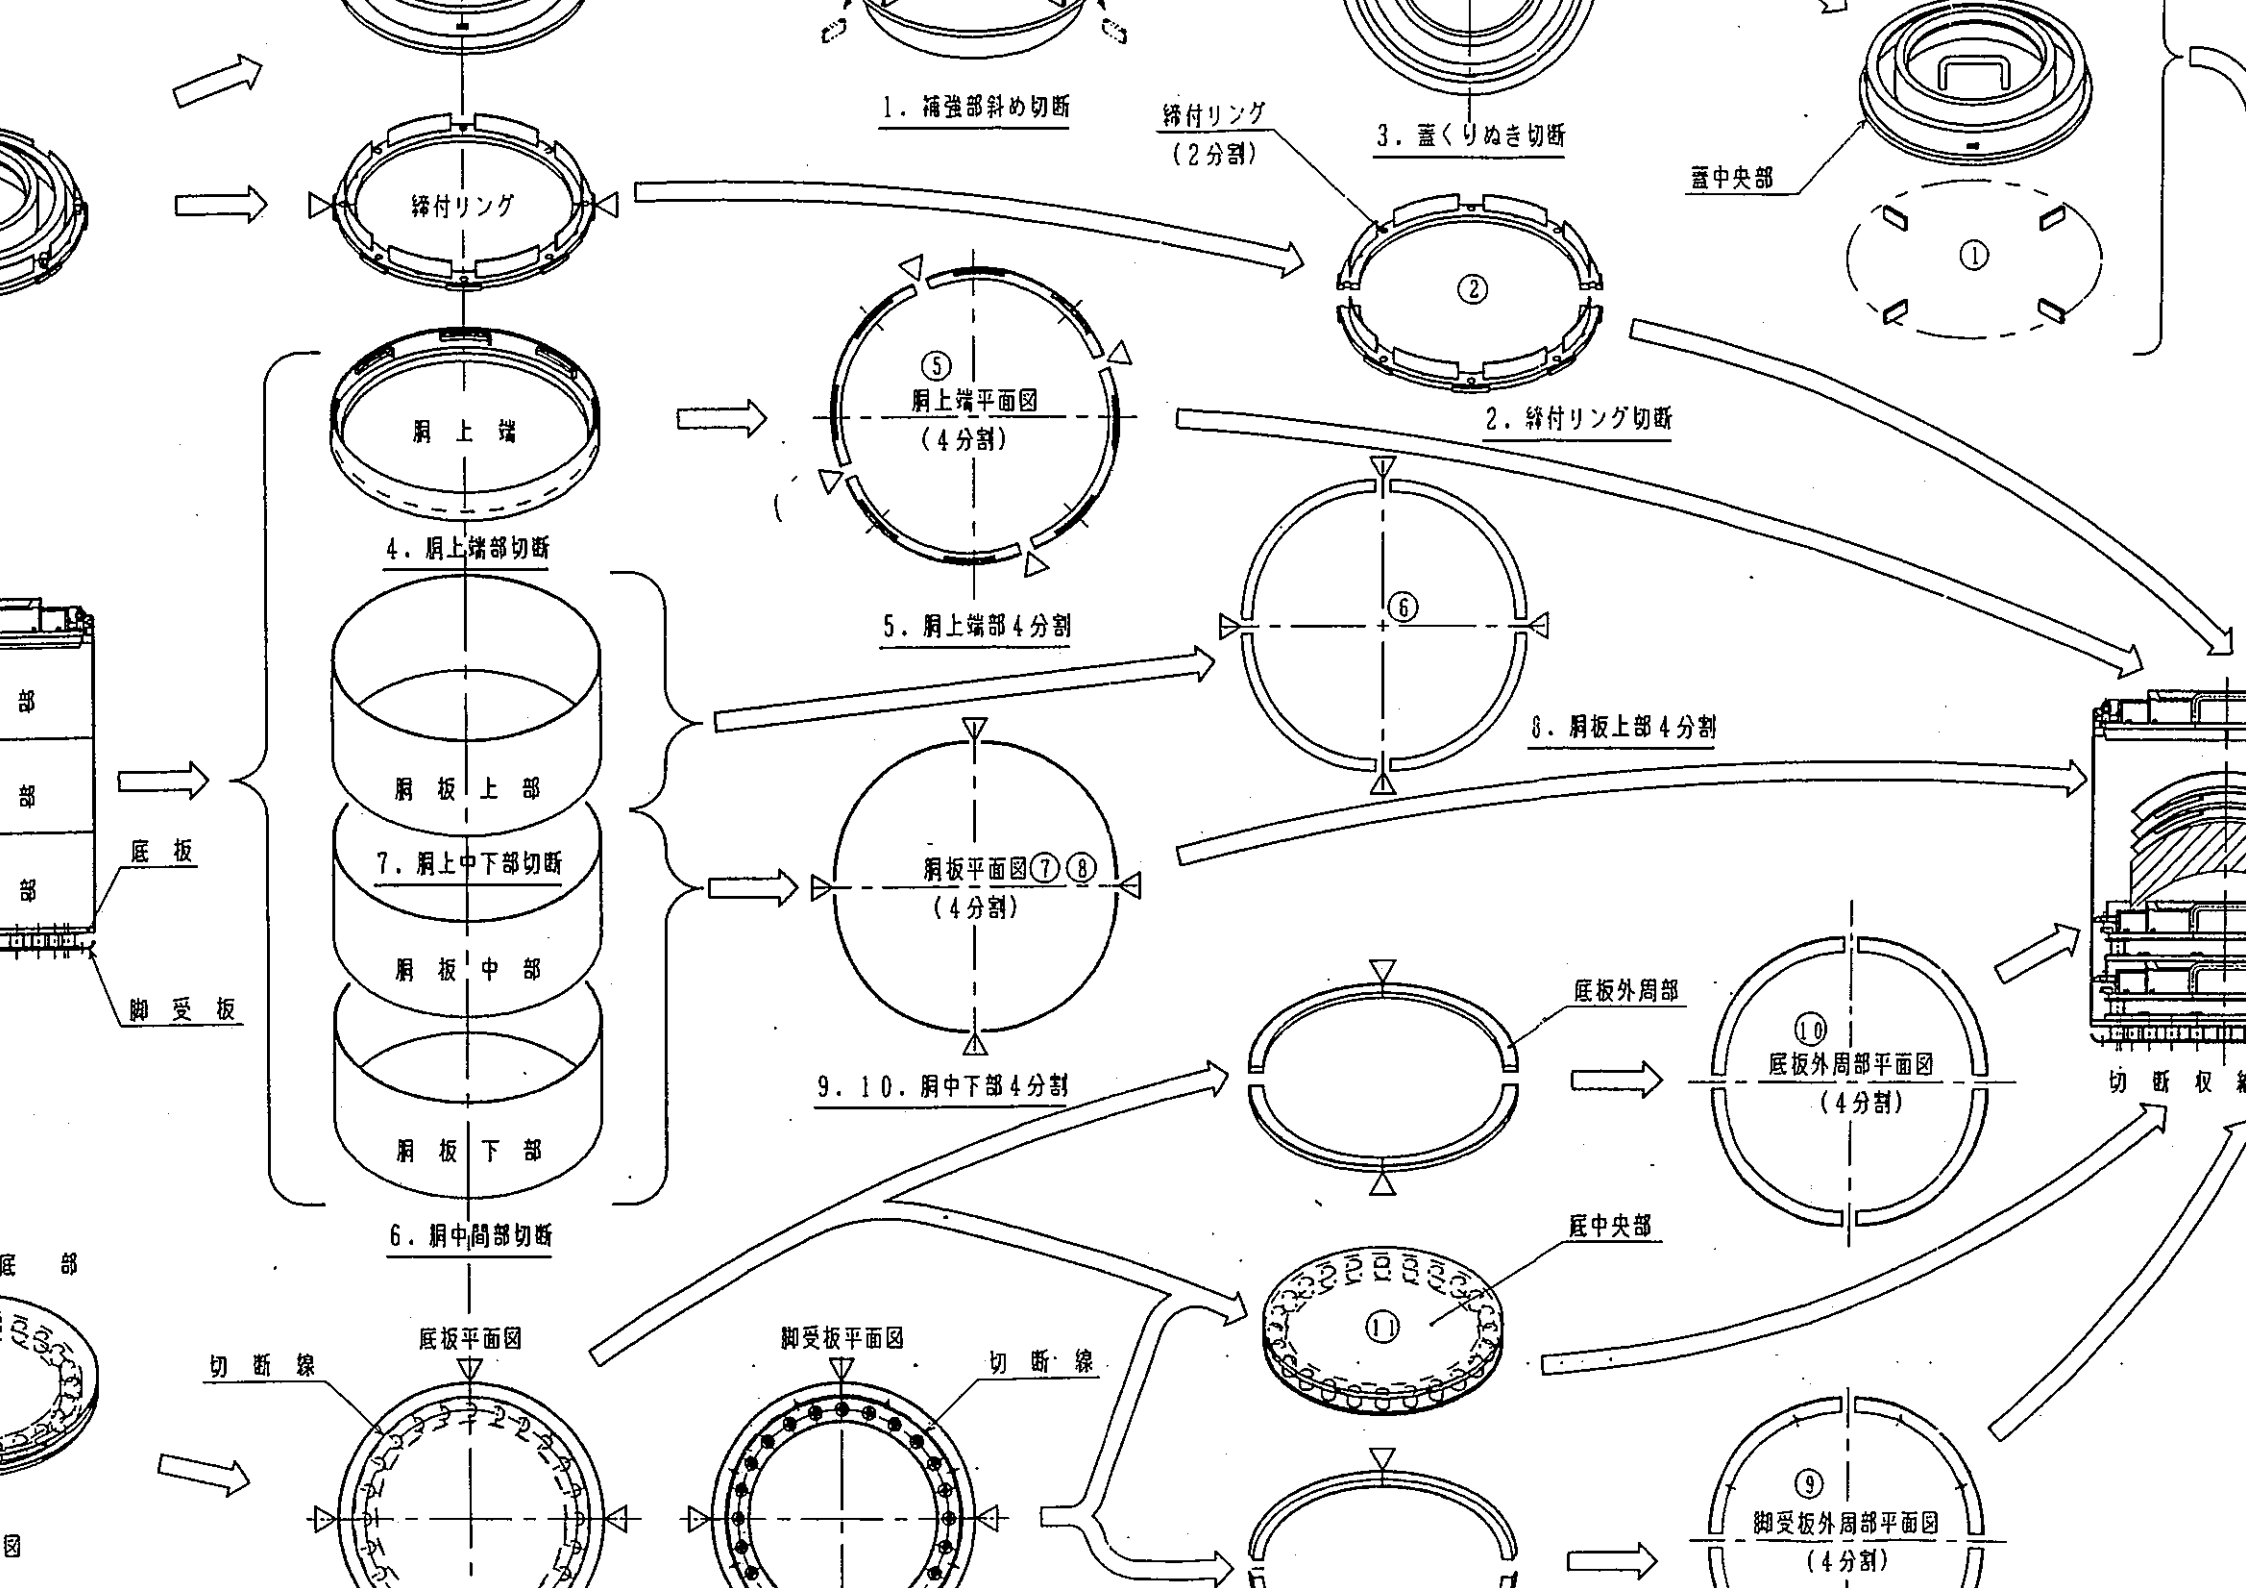 1. 補強部斜め切断
締付リング
(2分割)
3. 蓋くりぬき切断
蓋中央部
締付リング
①
②
2. 締付リング切断
胴上端
4. 胴上端部切断
⑤
胴上端平面図
(4分割)
5. 胴上端部4分割
⑥
8. 胴板上部4分割
部
部
部
底板
脚受板
胴板上部
7. 胴上中下部切断
胴板中部
胴板下部
6. 胴中間部切断
胴板平面図⑦⑧
(4分割)
9. 10. 胴中下部4分割
底板外周部
⑩
底板外周部平面図
(4分割)
切断収
底中央部
⑪
底部
図
底板平面図
切断線
脚受板平面図
切断線
⑨
脚受板外周部平面図
(4分割)